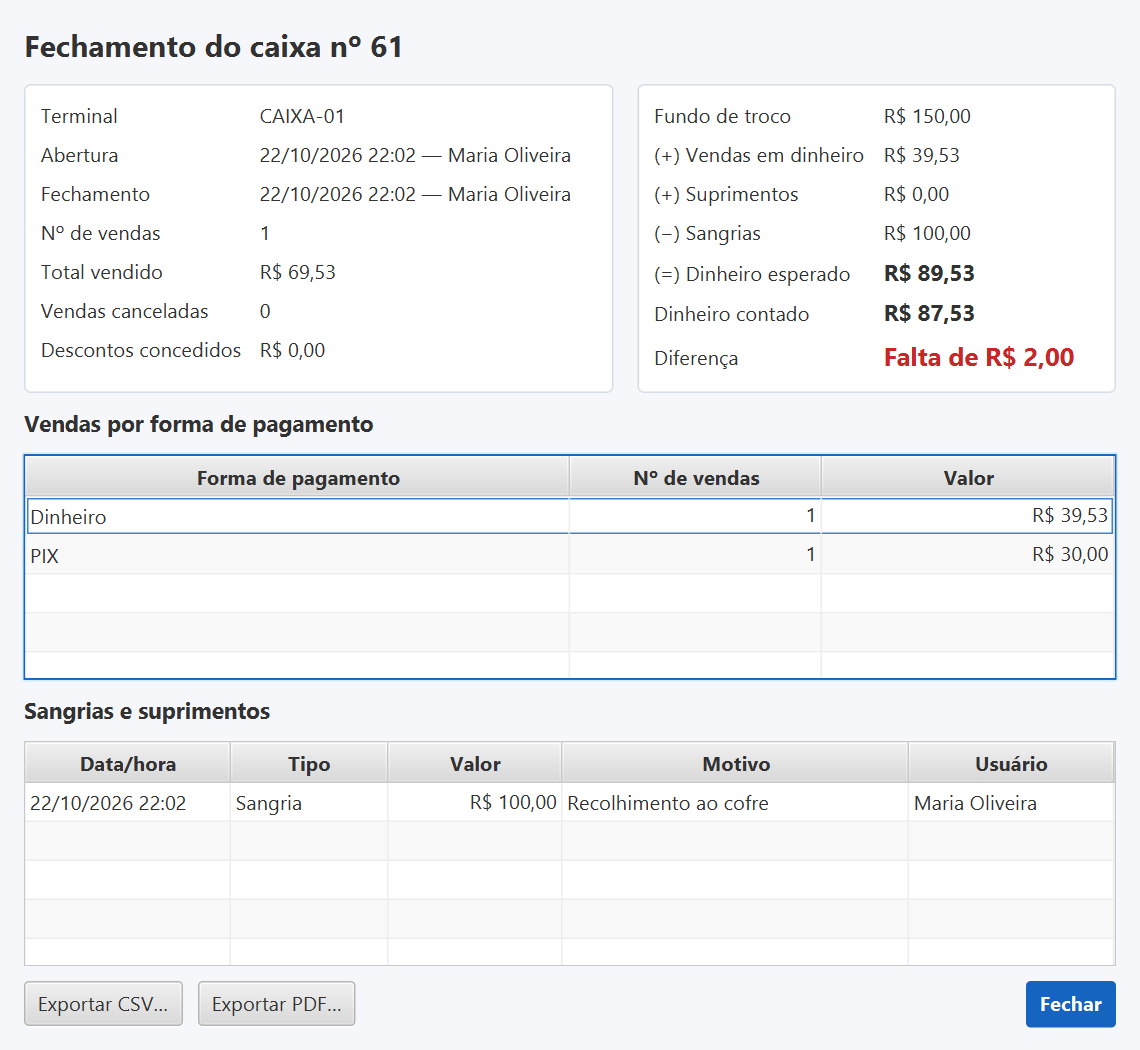 Fechamento do caixa nº 61
Terminal CAIXA-01
Abertura 22/10/2026 22:02 — Maria Oliveira
Fechamento 22/10/2026 22:02 — Maria Oliveira
Nº de vendas 1
Total vendido R$ 69,53
Vendas canceladas 0
Descontos concedidos R$ 0,00
Fundo de troco R$ 150,00
(+) Vendas em dinheiro R$ 39,53
(+) Suprimentos R$ 0,00
(−) Sangrias R$ 100,00
(=) Dinheiro esperado R$ 89,53
Dinheiro contado R$ 87,53
Diferença Falta de R$ 2,00
Vendas por forma de pagamento
Forma de pagamento Nº de vendas Valor
Dinheiro 1 R$ 39,53
PIX 1 R$ 30,00
Sangrias e suprimentos
Data/hora Tipo Valor Motivo Usuário
22/10/2026 22:02 Sangria R$ 100,00 Recolhimento ao cofre Maria Oliveira
Exportar CSV... Exportar PDF... Fechar